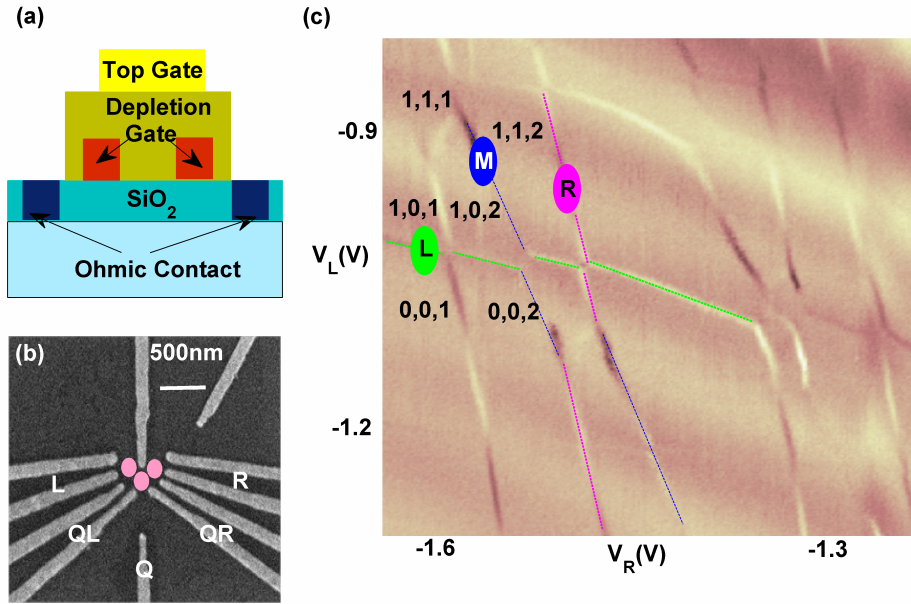 (a)
Top Gate
Depletion
Gate
SiO2
Ohmic Contact
(b)
500nm
L
R
QL
QR
Q
(c)
1,1,1
-0.9
1,1,2
M
R
1,0,1
1,0,2
L
VL(V)
0,0,1
0,0,2
-1.2
-1.6
VR(V)
-1.3